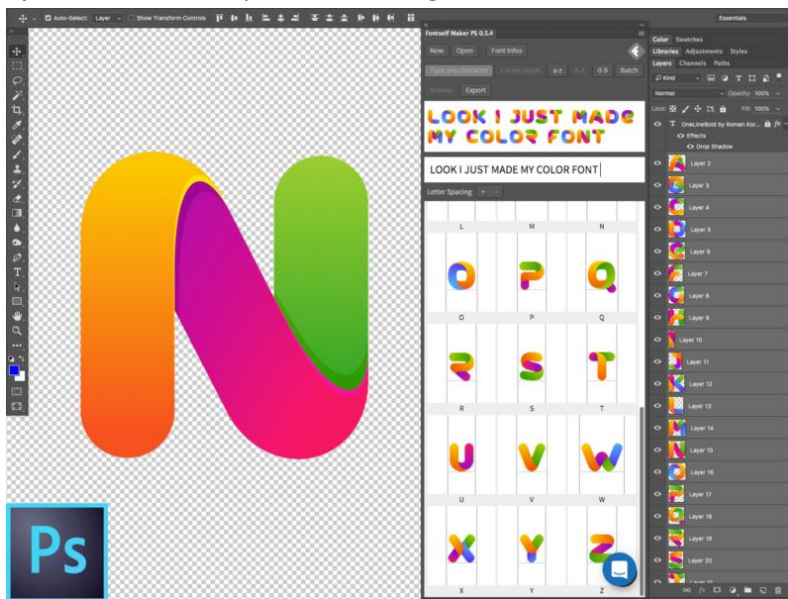 Auto-Select: Layer Show Transform Controls
Essentials
Fontself Maker PS 0.5.4
New Open Font Infos
Type any character Create Glyph a-z A-Z 0-9 Batch
Export
LOOK I JUST MADE
MY COLOR FONT
LOOK I JUST MADE MY COLOR FONT
Letter Spacing
L M N
O P Q
O P Q
R S T
R S T
U V W
U V W
X Y Z
X Y Z
N
Ps
Color Swatches
Libraries Adjustments Styles
Layers Channels Paths
Kind
Normal Opacity: 100%
Lock: Fill: 100%
T OneLineBold by Roman Kor... fx
Effects
Drop Shadow
Layer 2
Layer 3
Layer 4
Layer 5
Layer 6
Layer 7
Layer 8
Layer 9
Layer 10
Layer 11
Layer 12
Layer 13
Layer 14
Layer 15
Layer 16
Layer 17
Layer 18
Layer 19
Layer 20